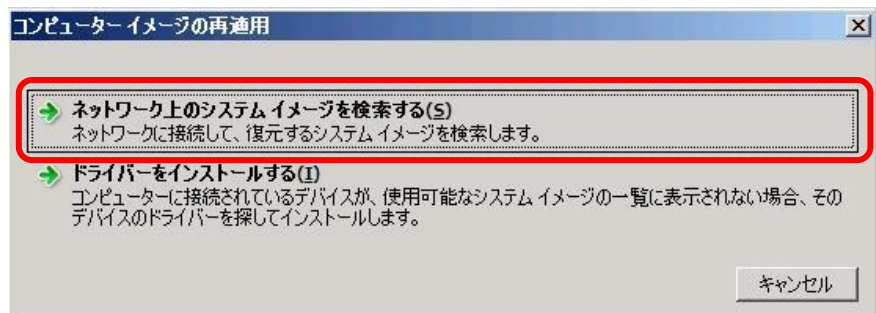 コンピューター イメージの再適用
ネットワーク上のシステム イメージを検索する(S)
ネットワークに接続して、復元するシステム イメージを検索します。
ドライバーをインストールする(I)
コンピューターに接続されているデバイスが、使用可能なシステム イメージの一覧に表示されない場合、その
デバイスのドライバーを探してインストールします。
キャンセル